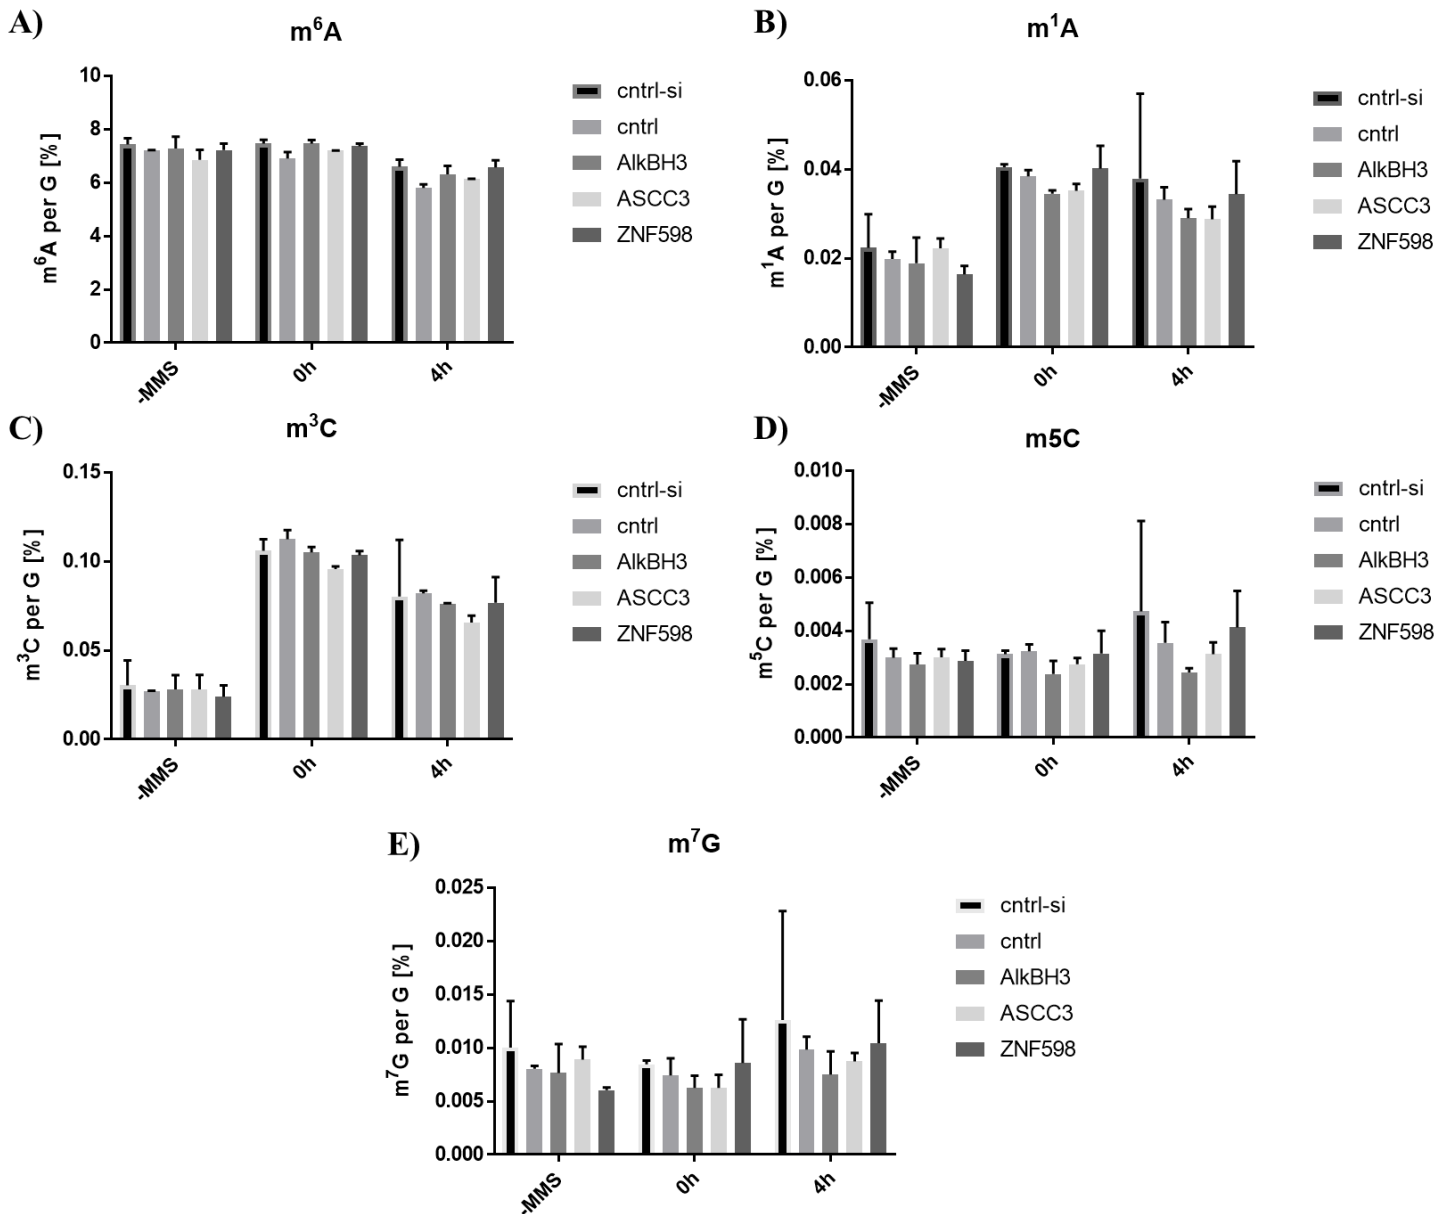 A)
m⁶A
m⁶A per G [%]
10
8
6
4
2
0
-MMS
0h
4h
cntrl-si
cntrl
AlkBH3
ASCC3
ZNF598
B)
m¹A
m¹A per G [%]
0.06
0.04
0.02
0.00
-MMS
0h
4h
cntrl-si
cntrl
AlkBH3
ASCC3
ZNF598
C)
m³C
m³C per G [%]
0.15
0.10
0.05
0.00
-MMS
0h
4h
cntrl-si
cntrl
AlkBH3
ASCC3
ZNF598
D)
m5C
m⁵C per G [%]
0.010
0.008
0.006
0.004
0.002
0.000
-MMS
0h
4h
cntrl-si
cntrl
AlkBH3
ASCC3
ZNF598
E)
m⁷G
m⁷G per G [%]
0.025
0.020
0.015
0.010
0.005
0.000
-MMS
0h
4h
cntrl-si
cntrl
AlkBH3
ASCC3
ZNF598